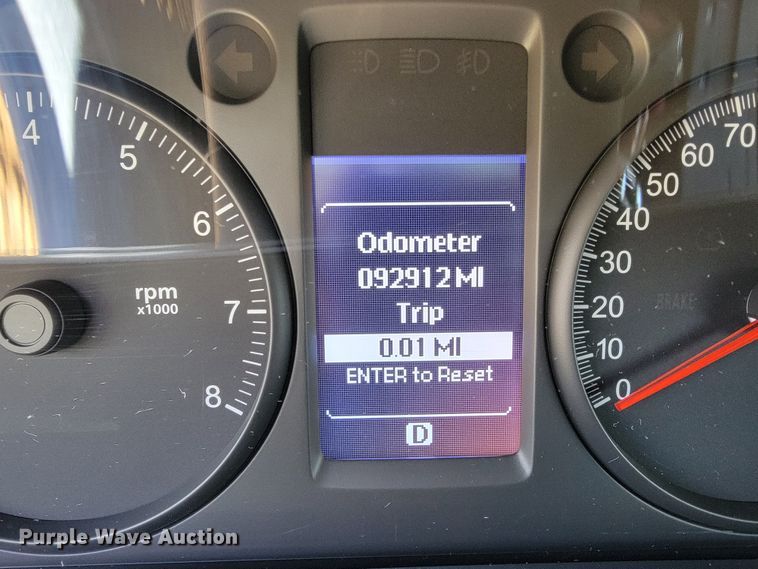 4
5
6
7
8
rpm
x1000
Odometer
092912 MI
Trip
0.01 MI
ENTER to Reset
D
70
60
50
40
30
20
10
0
BRAKE
Purple Wave Auction